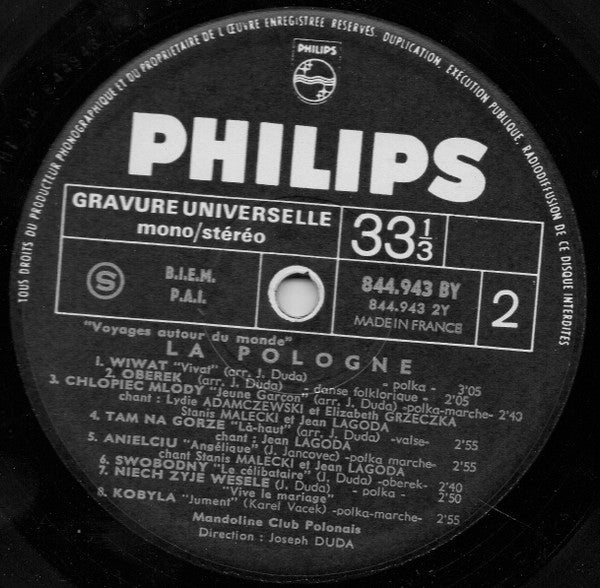 TOUS DROITS DU PRODUCTEUR PHONOGRAPHIQUE ET DU PROPRIETAIRE DE L'ŒUVRE ENREGISTREE RESERVES. DUPLICATION, EXECUTION PUBLIQUE, RADIODIFFUSION DE CE DISQUE INTERDITES
PHILIPS
PHILIPS
GRAVURE UNIVERSELLE
mono/stéréo
33 1/3
S
B.I.E.M.
P.A.I.
844.943 BY
844.943 2Y
MADE IN FRANCE
2
"Voyages autour du monde"
LA POLOGNE
1. WIWAT "Vivat" (arr. J. Duda) - polka - 3'05
2. OBEREK (arr. J. Duda) - danse folklorique - 2'05
3. CHLOPIEC MLODY "Jeune Garçon" (arr. J. Duda) -polka-marche- 2'40
chant : Lydie ADAMCZEWSKI et Elizabeth GRZECZKA
Stanis MALECKI et Jean LAGODA
4. TAM NA GORZE "Là-haut" (arr. J. Duda) -valse- 2'55
chant : Jean LAGODA
5. ANIELCIU "Angélique" (J. Jancovec) -polka-marche- 2'55
chant Stanis MALECKI et Jean LAGODA
6. SWOBODNY "Le célibataire" (J. Duda) -oberek- 2'40
7. NIECH ZYJE WESELE (J. Duda) - polka - 2'50
"Vive le mariage"
8. KOBYLA "Jument" (Karel Vacek) -polka-marche- 2'55
Mandoline Club Polonais
Direction : Joseph DUDA